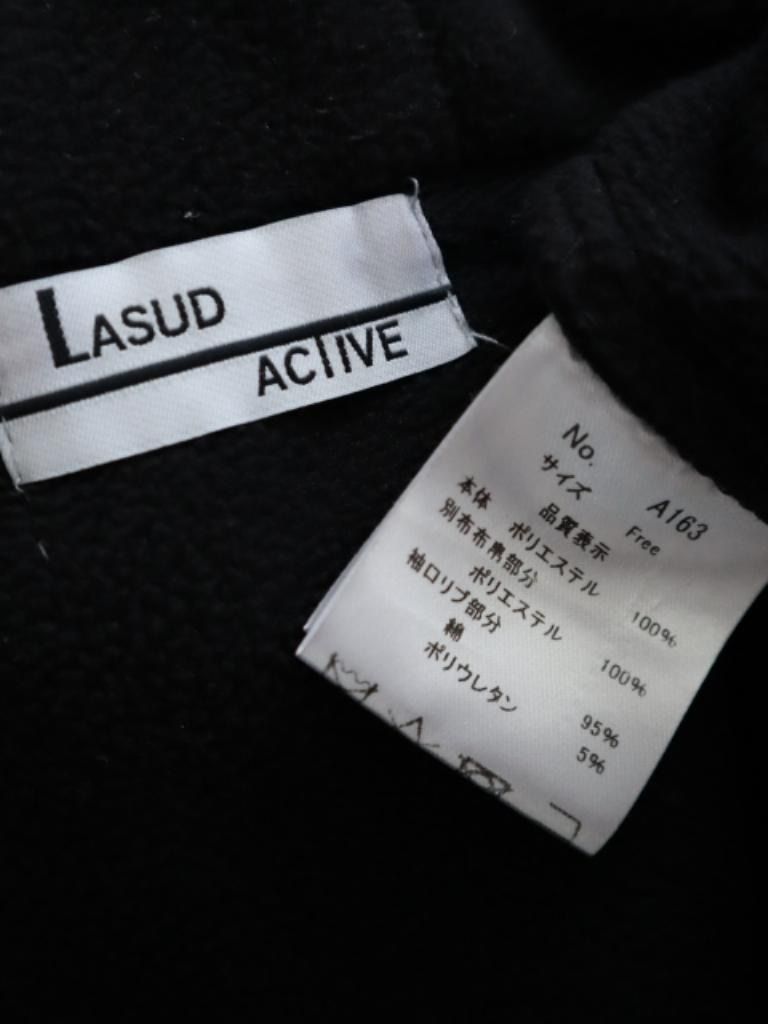 LASUD
ACTIVE
No. A163
サイズ Free
品質表示
本体 ポリエステル 100%
別布布帛部分
ポリエステル 100%
袖口リブ部分
綿 95%
ポリウレタン 5%